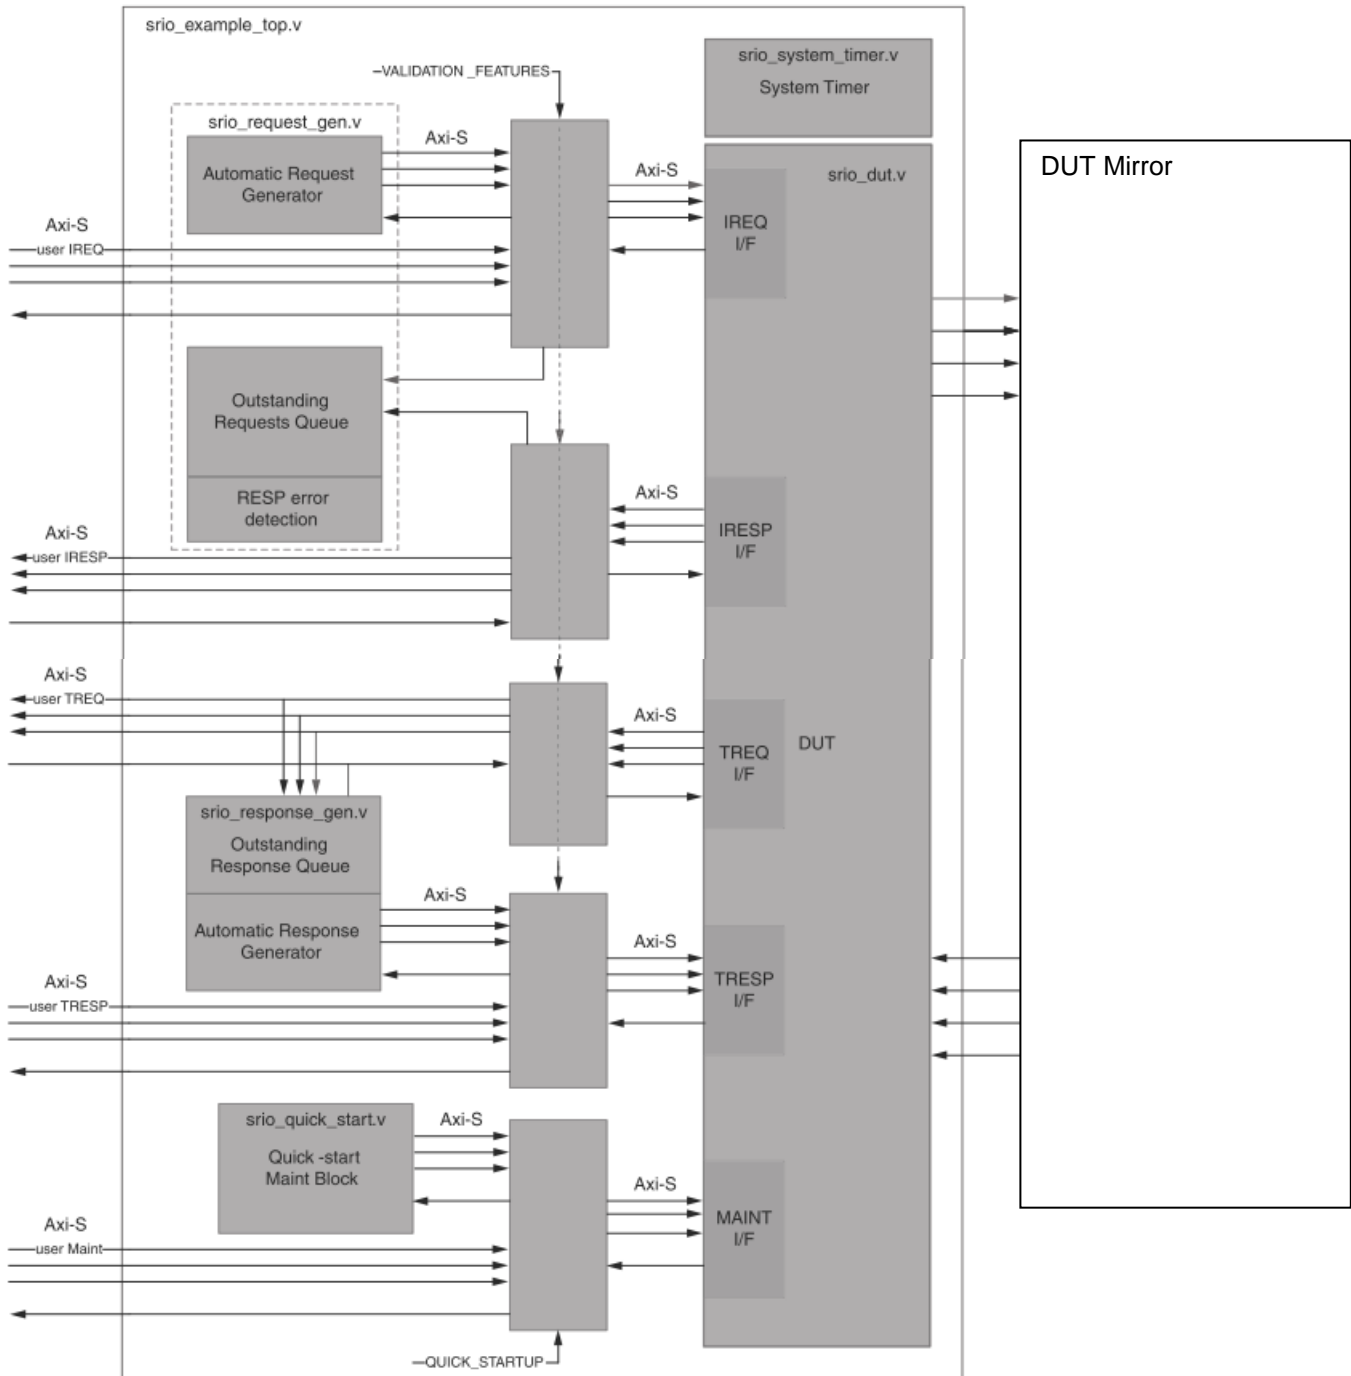 srio_example_top.v
srio_system_timer.v
System Timer
VALIDATION _FEATURES
srio_request_gen.v
Axi-S
DUT Mirror
Automatic Request
Generator
Axi-S
srio_dut.v
Axi-S
user IREQ
IREQ
I/F
Outstanding
Requests Queue
RESP error
detection
Axi-S
Axi-S
user IRESP
IRESP
I/F
Axi-S
user TREQ
Axi-S
TREQ
I/F
DUT
srio_response_gen.v
Outstanding
Response Queue
Axi-S
Automatic Response
Generator
Axi-S
Axi-S
user TRESP
TRESP
I/F
srio_quick_start.v
Axi-S
Quick -start
Maint Block
Axi-S
Axi-S
user Maint
MAINT
I/F
QUICK_STARTUP